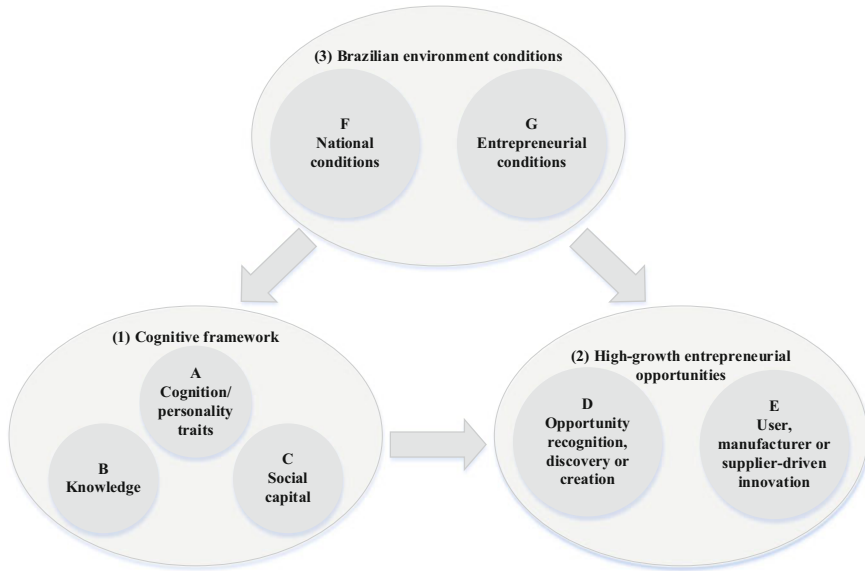 (3) Brazilian environment conditions
F
National
conditions
G
Entrepreneurial
conditions
(1) Cognitive framework
A
Cognition/
personality
traits
B
Knowledge
C
Social
capital
(2) High-growth entrepreneurial
opportunities
D
Opportunity
recognition,
discovery or
creation
E
User,
manufacturer or
supplier-driven
innovation